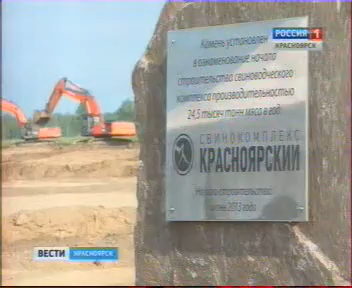 РОССИЯ 1
КРАСНОЯРСК
Камень установлен
в ознаменование начала
строительства свиноводческого
комплекса производительностью
24,5 тысяч тонн мяса в год.
СВИНОКОМПЛЕКС
КРАСНОЯРСКИЙ
Начало строительства:
июнь 2013 года
ВЕСТИ КРАСНОЯРСК